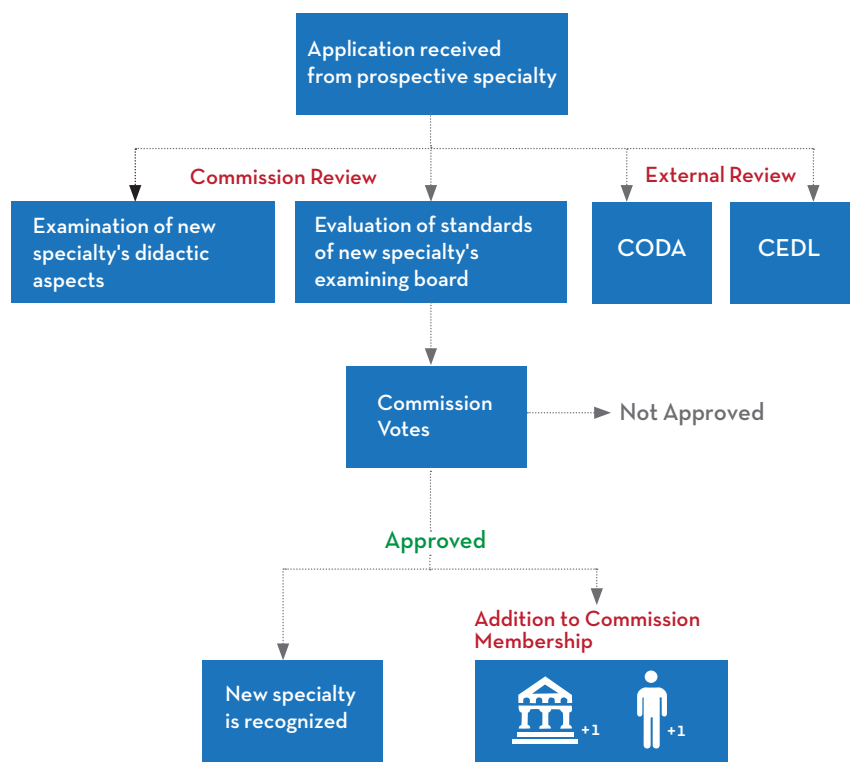 Application received
from prospective specialty
Commission Review
External Review
Examination of new
specialty's didactic
aspects
Evaluation of standards
of new specialty's
examining board
CODA
CEDL
Commission
Votes
Not Approved
Approved
Addition to Commission
Membership
New specialty
is recognized
+1
+1